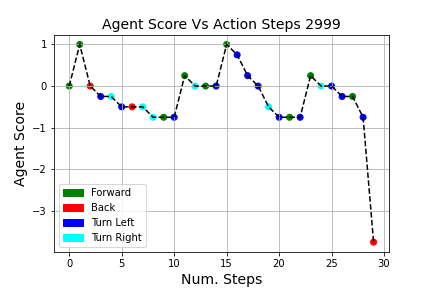 Agent Score Vs Action Steps 2999
Agent Score
1
0
−1
−2
−3
Forward
Back
Turn Left
Turn Right
0 5 10 15 20 25 30
Num. Steps